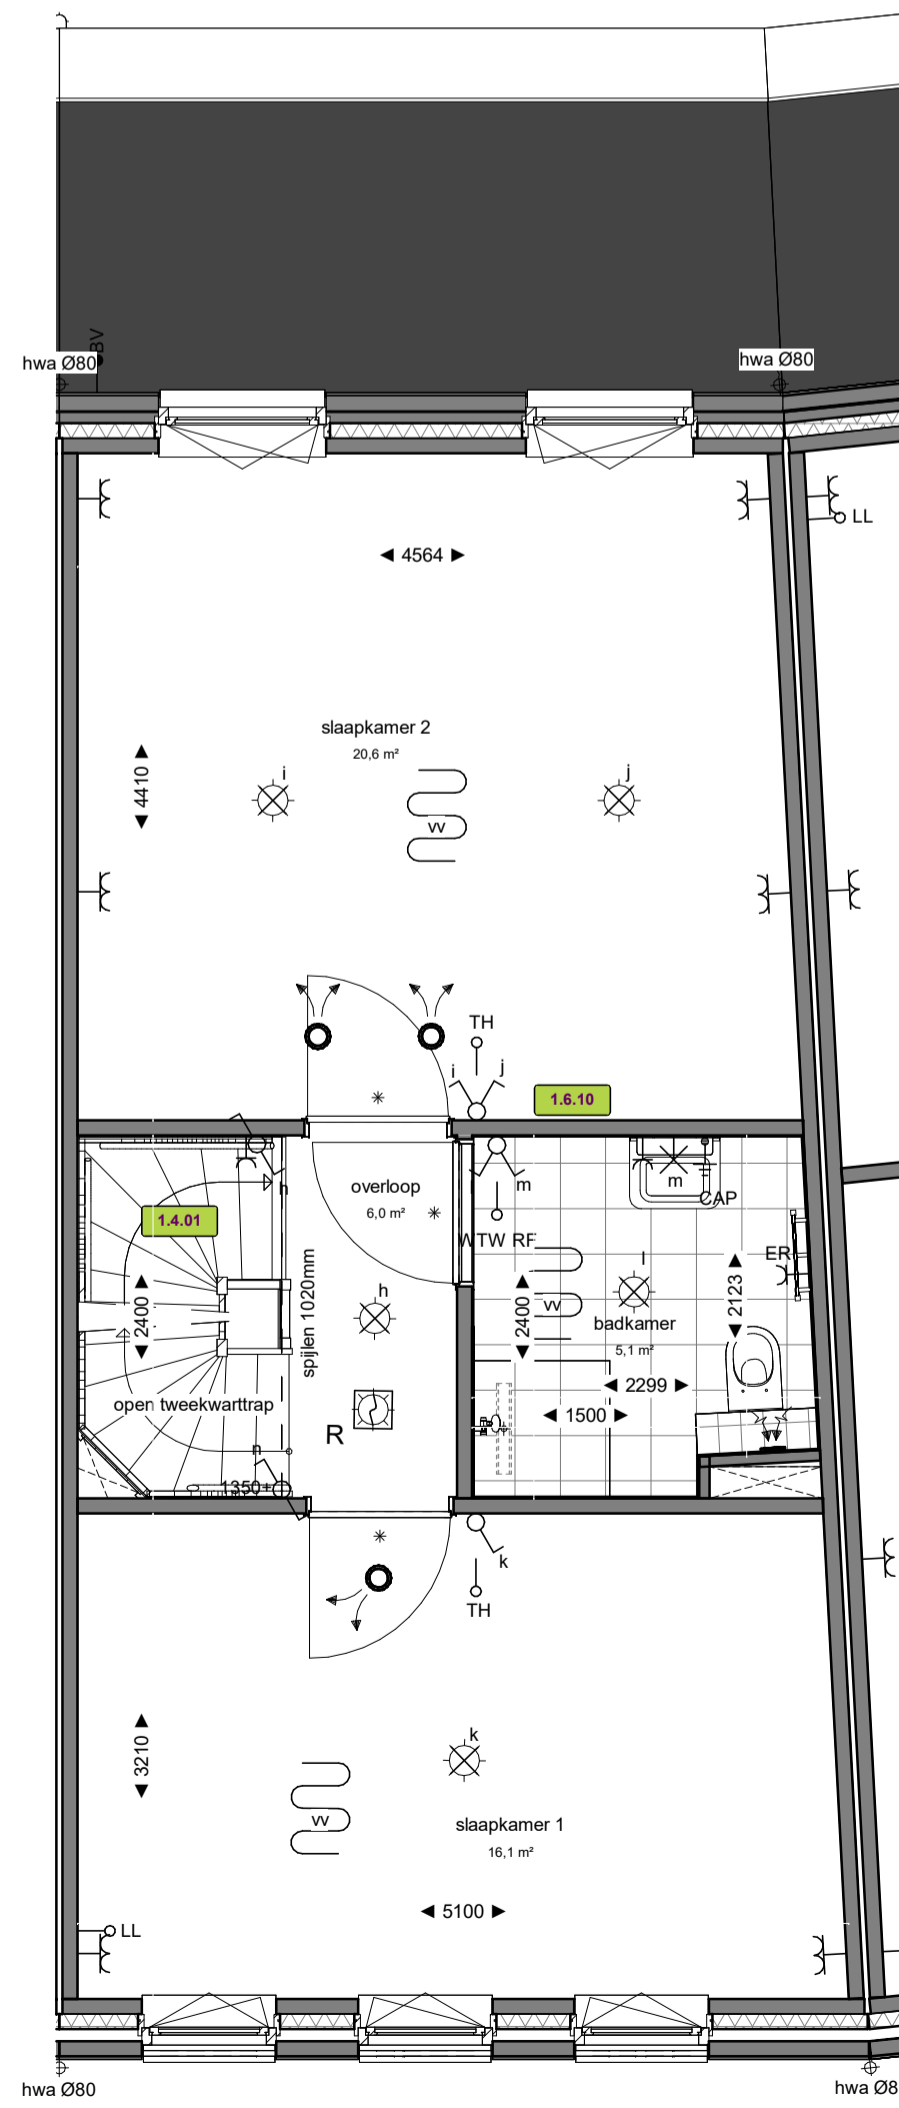 BV
hwa Ø80
hwa Ø80
LL
4564
slaapkamer 2
20,6 m²
4410
i
j
vv
TH
i
j
1.6.10
h
overloop
6,0 m²
m
m
CAP
1.4.01
WTW RF
ER
l
2400
spijlen 1020mm
h
2400
vv
badkamer
5,1 m²
2123
2299
1500
open tweekwarttrap
R
n
1350+
k
TH
3210
k
vv
slaapkamer 1
16,1 m²
5100
LL
hwa Ø80
hwa Ø8